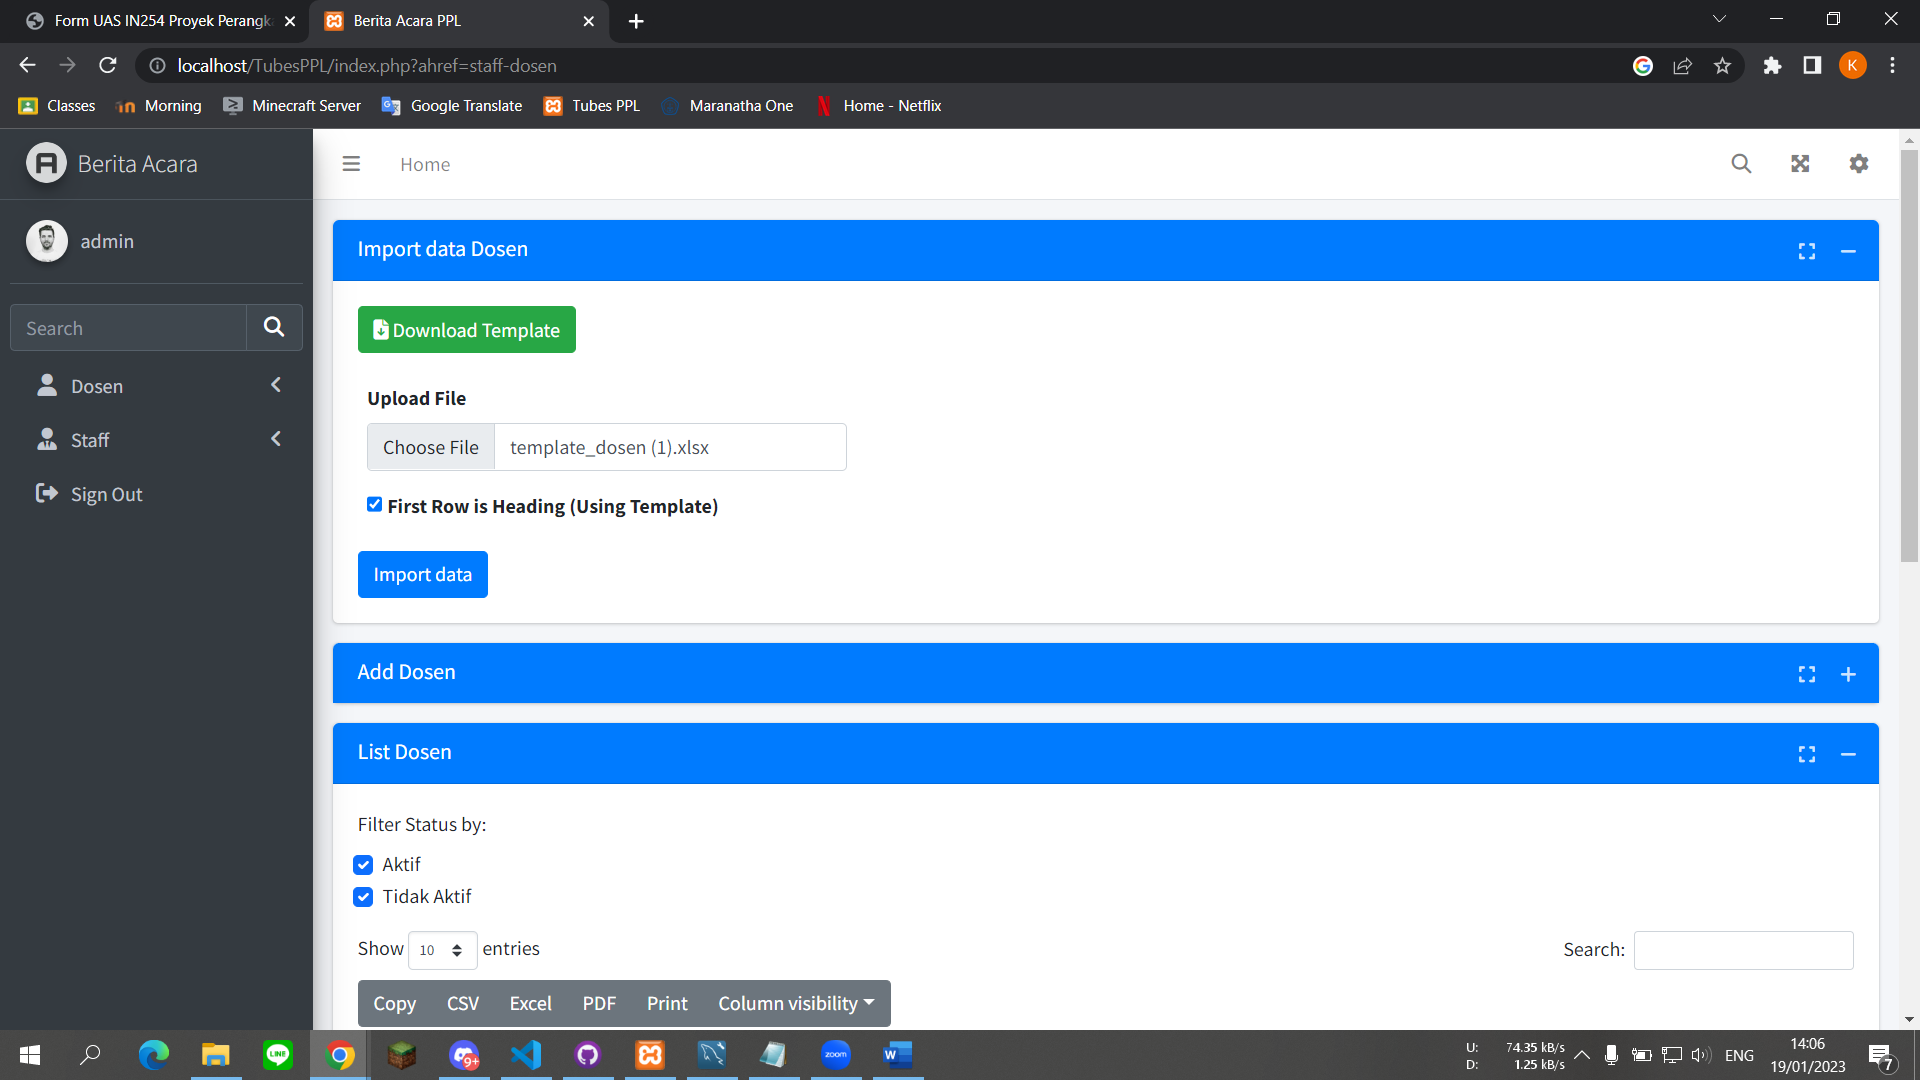 Form UAS IN254 Proyek Perangka
Berita Acara PPL
localhost/TubesPPL/index.php?ahref=staff-dosen
K
Classes
Morning
Minecraft Server
Google Translate
Tubes PPL
Maranatha One
Home - Netflix
Berita Acara
Home
admin
Search
Dosen
Staff
Sign Out
Import data Dosen
Download Template
Upload File
Choose File template_dosen (1).xlsx
First Row is Heading (Using Template)
Import data
Add Dosen
List Dosen
Filter Status by:
Aktif
Tidak Aktif
Show 10 entries
Search:
Copy CSV Excel PDF Print Column visibility
LINE
9+
zoom
W
U: 74.35 kB/s
D: 1.25 kB/s
ENG
14:06
19/01/2023
7